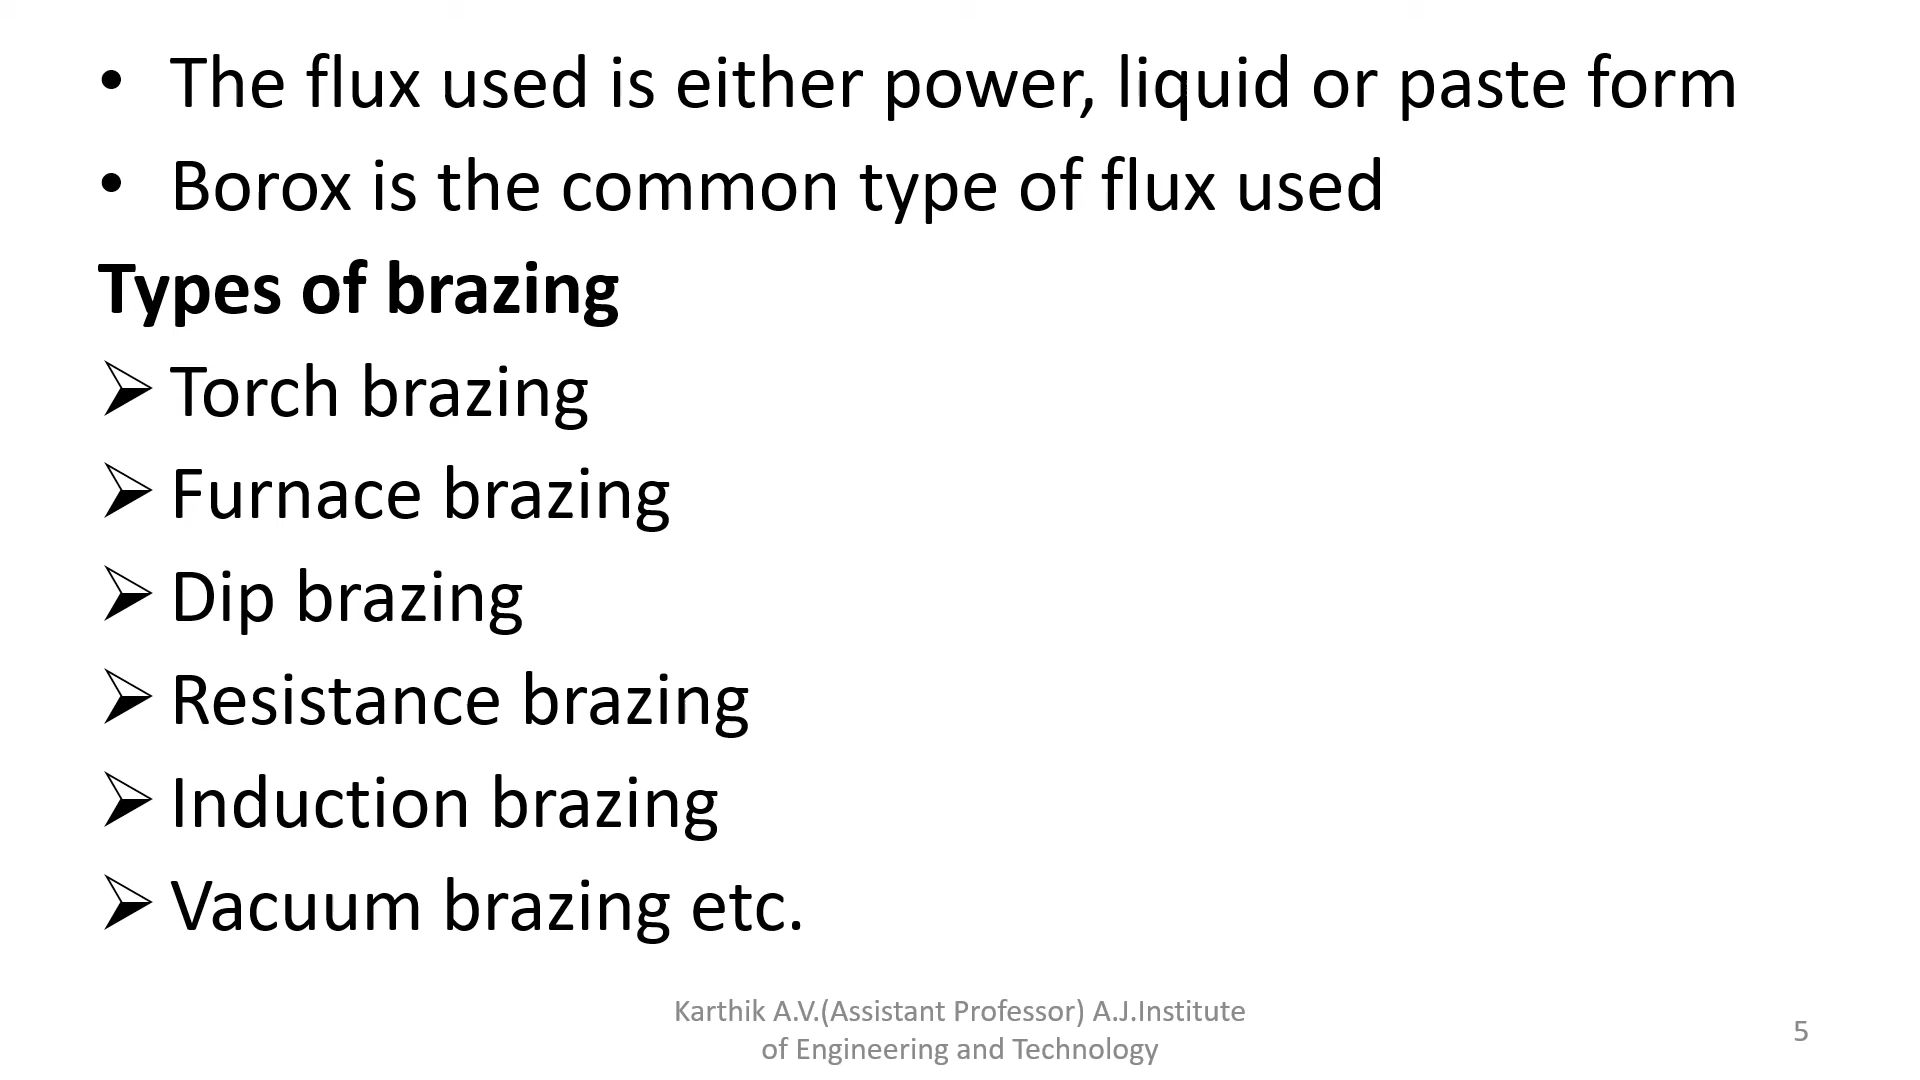 • The flux used is either power, liquid or paste form
• Borox is the common type of flux used
Types of brazing
➢ Torch brazing
➢ Furnace brazing
➢ Dip brazing
➢ Resistance brazing
➢ Induction brazing
➢ Vacuum brazing etc.
Karthik A.V.(Assistant Professor) A.J.Institute
of Engineering and Technology
5